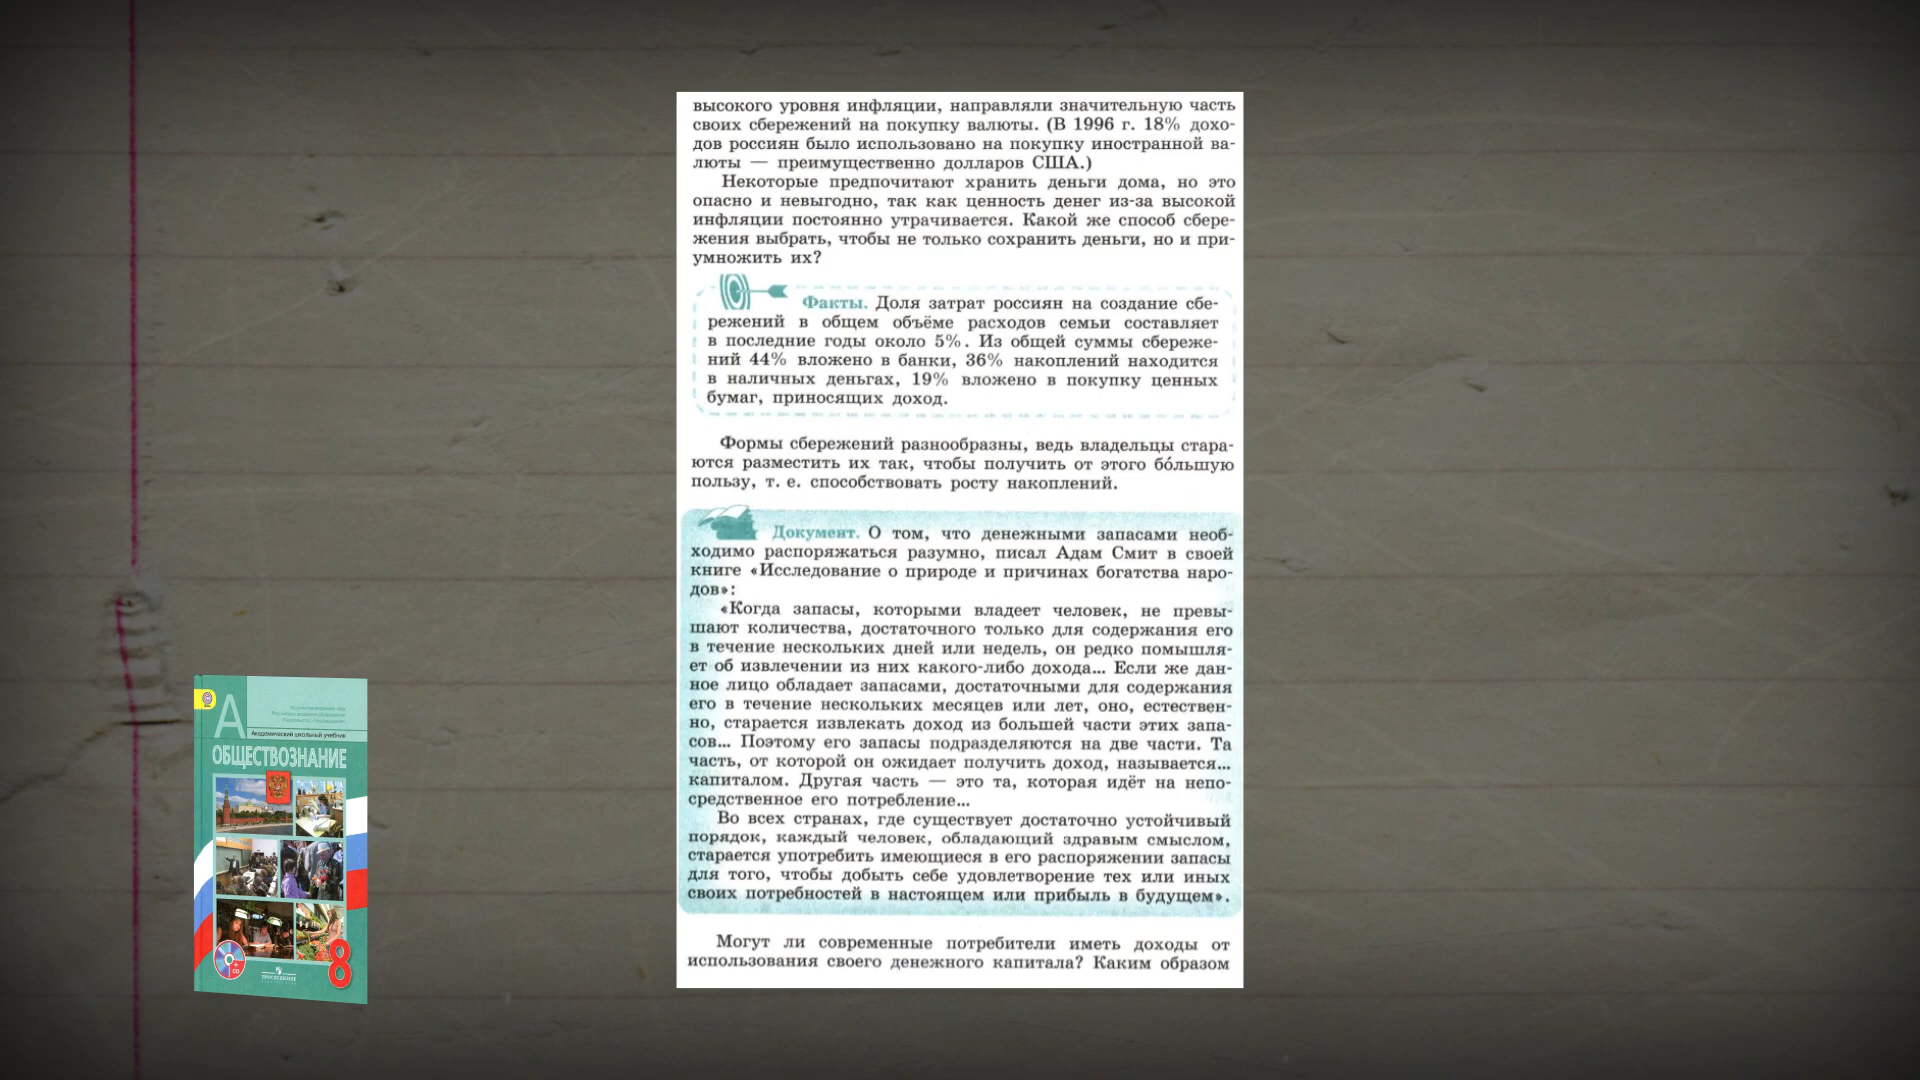 высокого уровня инфляции, направляли значительную часть
своих сбережений на покупку валюты. (В 1996 г. 18% дохо-
дов россиян было использовано на покупку иностранной ва-
люты — преимущественно долларов США.)
Некоторые предпочитают хранить деньги дома, но это
опасно и невыгодно, так как ценность денег из-за высокой
инфляции постоянно утрачивается. Какой же способ сбере-
жения выбрать, чтобы не только сохранить деньги, но и при-
умножить их?
Факты. Доля затрат россиян на создание сбе-
режений в общем объёме расходов семьи составляет
в последние годы около 5%. Из общей суммы сбереже-
ний 44% вложено в банки, 36% накоплений находится
в наличных деньгах, 19% вложено в покупку ценных
бумаг, приносящих доход.
Формы сбережений разнообразны, ведь владельцы стара-
ются разместить их так, чтобы получить от этого бо́льшую
пользу, т. е. способствовать росту накоплений.
Документ. О том, что денежными запасами необ-
ходимо распоряжаться разумно, писал Адам Смит в своей
книге «Исследование о природе и причинах богатства наро-
дов»:
«Когда запасы, которыми владеет человек, не превы-
шают количества, достаточного только для содержания его
в течение нескольких дней или недель, он редко помышля-
ет об извлечении из них какого-либо дохода... Если же дан-
ное лицо обладает запасами, достаточными для содержания
его в течение нескольких месяцев или лет, оно, естествен-
но, старается извлекать доход из большей части этих запа-
сов... Поэтому его запасы подразделяются на две части. Та
часть, от которой он ожидает получить доход, называется...
капиталом. Другая часть — это та, которая идёт на непо-
средственное его потребление...
Во всех странах, где существует достаточно устойчивый
порядок, каждый человек, обладающий здравым смыслом,
старается употребить имеющиеся в его распоряжении запасы
для того, чтобы добыть себе удовлетворение тех или иных
своих потребностей в настоящем или прибыль в будущем».
Могут ли современные потребители иметь доходы от
использования своего денежного капитала? Каким образом
А
Академический школьный учебник
ОБЩЕСТВОЗНАНИЕ
8
ПРОСВЕЩЕНИЕ